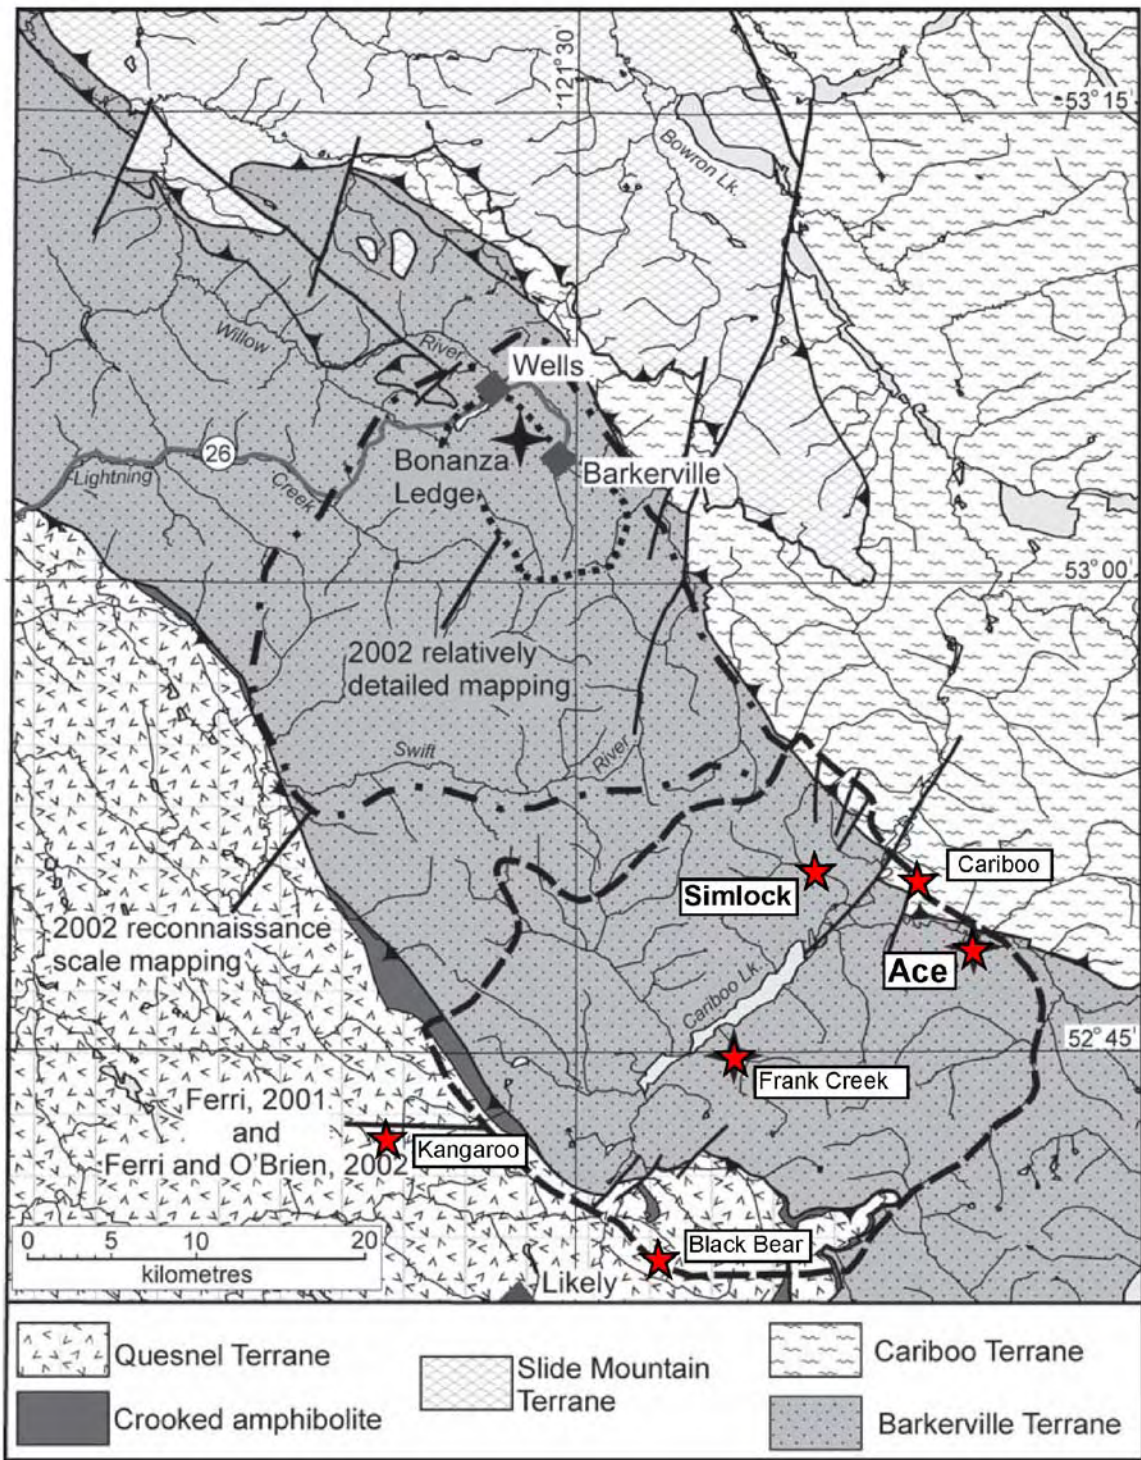 121° 30'
53° 15'
Bowron Lk.
Willow
River
Wells
26
Lightning
Creek
Bonanza
Ledge
Barkerville
53° 00'
2002 relatively
detailed mapping
Swift
River
Simlock
Cariboo
2002 reconnaissance
scale mapping
Ace
Cariboo Lk.
52° 45'
Frank Creek
Ferri, 2001
and
Ferri and O'Brien, 2002
Kangaroo
Black Bear
Likely
0 5 10 20
kilometres
Quesnel Terrane
Crooked amphibolite
Slide Mountain
Terrane
Cariboo Terrane
Barkerville Terrane